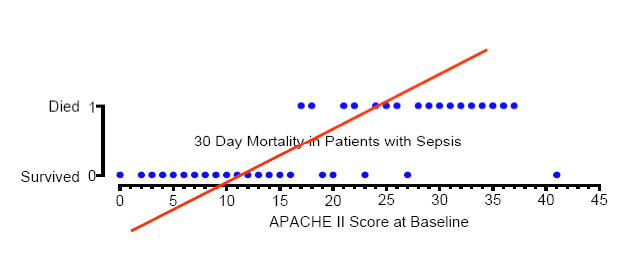 Died 1
30 Day Mortality in Patients with Sepsis
Survived 0
0 5 10 15 20 25 30 35 40 45
APACHE II Score at Baseline